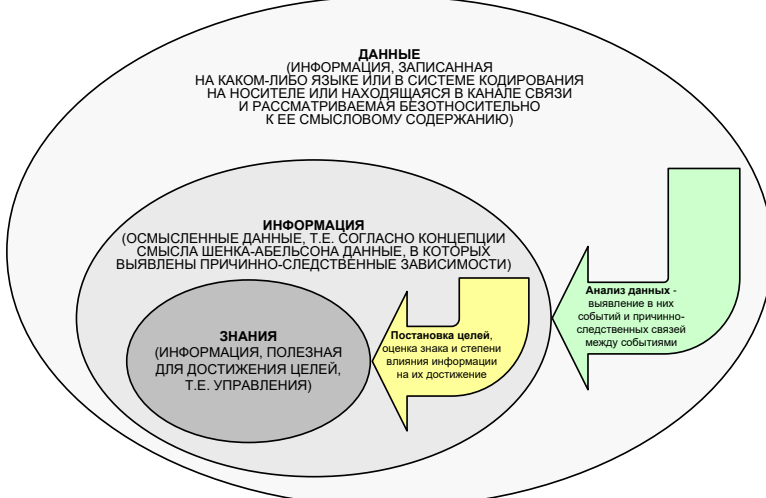 ДАННЫЕ
(ИНФОРМАЦИЯ, ЗАПИСАННАЯ
НА КАКОМ-ЛИБО ЯЗЫКЕ ИЛИ В СИСТЕМЕ КОДИРОВАНИЯ
НА НОСИТЕЛЕ ИЛИ НАХОДЯЩАЯСЯ В КАНАЛЕ СВЯЗИ
И РАССМАТРИВАЕМАЯ БЕЗОТНОСИТЕЛЬНО
К ЕЕ СМЫСЛОВОМУ СОДЕРЖАНИЮ)
ИНФОРМАЦИЯ
(ОСМЫСЛЕННЫЕ ДАННЫЕ, Т.Е. СОГЛАСНО КОНЦЕПЦИИ
СМЫСЛА ШЕНКА-АБЕЛЬСОНА ДАННЫЕ, В КОТОРЫХ
ВЫЯВЛЕНЫ ПРИЧИННО-СЛЕДСТВЕННЫЕ ЗАВИСИМОСТИ)
ЗНАНИЯ
(ИНФОРМАЦИЯ, ПОЛЕЗНАЯ
ДЛЯ ДОСТИЖЕНИЯ ЦЕЛЕЙ,
Т.Е. УПРАВЛЕНИЯ)
Постановка целей,
оценка знака и степени
влияния информации
на их достижение
Анализ данных -
выявление в них
событий и причинно-
следственных связей
между событиями